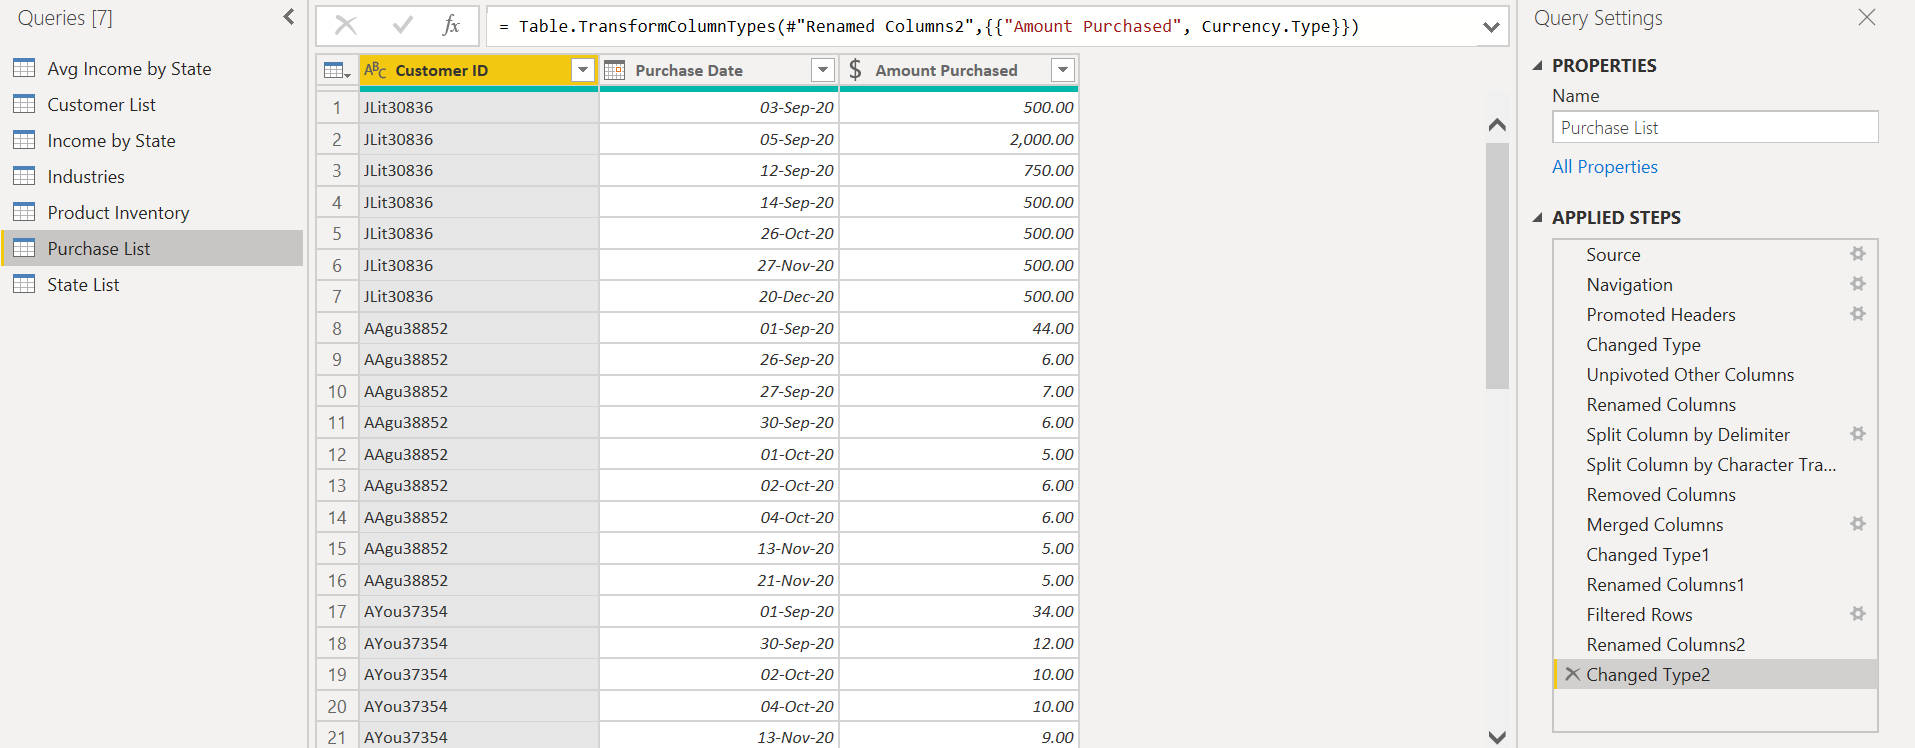 Queries [7]
Avg Income by State
Customer List
Income by State
Industries
Product Inventory
Purchase List
State List
fx = Table.TransformColumnTypes(#"Renamed Columns2",{{"Amount Purchased", Currency.Type}})
ABC Customer ID Purchase Date $ Amount Purchased
1 JLit30836 03-Sep-20 500.00
2 JLit30836 05-Sep-20 2,000.00
3 JLit30836 12-Sep-20 750.00
4 JLit30836 14-Sep-20 500.00
5 JLit30836 26-Oct-20 500.00
6 JLit30836 27-Nov-20 500.00
7 JLit30836 20-Dec-20 500.00
8 AAgu38852 01-Sep-20 44.00
9 AAgu38852 26-Sep-20 6.00
10 AAgu38852 27-Sep-20 7.00
11 AAgu38852 30-Sep-20 6.00
12 AAgu38852 01-Oct-20 5.00
13 AAgu38852 02-Oct-20 6.00
14 AAgu38852 04-Oct-20 6.00
15 AAgu38852 13-Nov-20 5.00
16 AAgu38852 21-Nov-20 5.00
17 AYou37354 01-Sep-20 34.00
18 AYou37354 30-Sep-20 12.00
19 AYou37354 02-Oct-20 10.00
20 AYou37354 04-Oct-20 10.00
21 AYou37354 13-Nov-20 9.00
Query Settings
PROPERTIES
Name
Purchase List
All Properties
APPLIED STEPS
Source
Navigation
Promoted Headers
Changed Type
Unpivoted Other Columns
Renamed Columns
Split Column by Delimiter
Split Column by Character Tra...
Removed Columns
Merged Columns
Changed Type1
Renamed Columns1
Filtered Rows
Renamed Columns2
Changed Type2